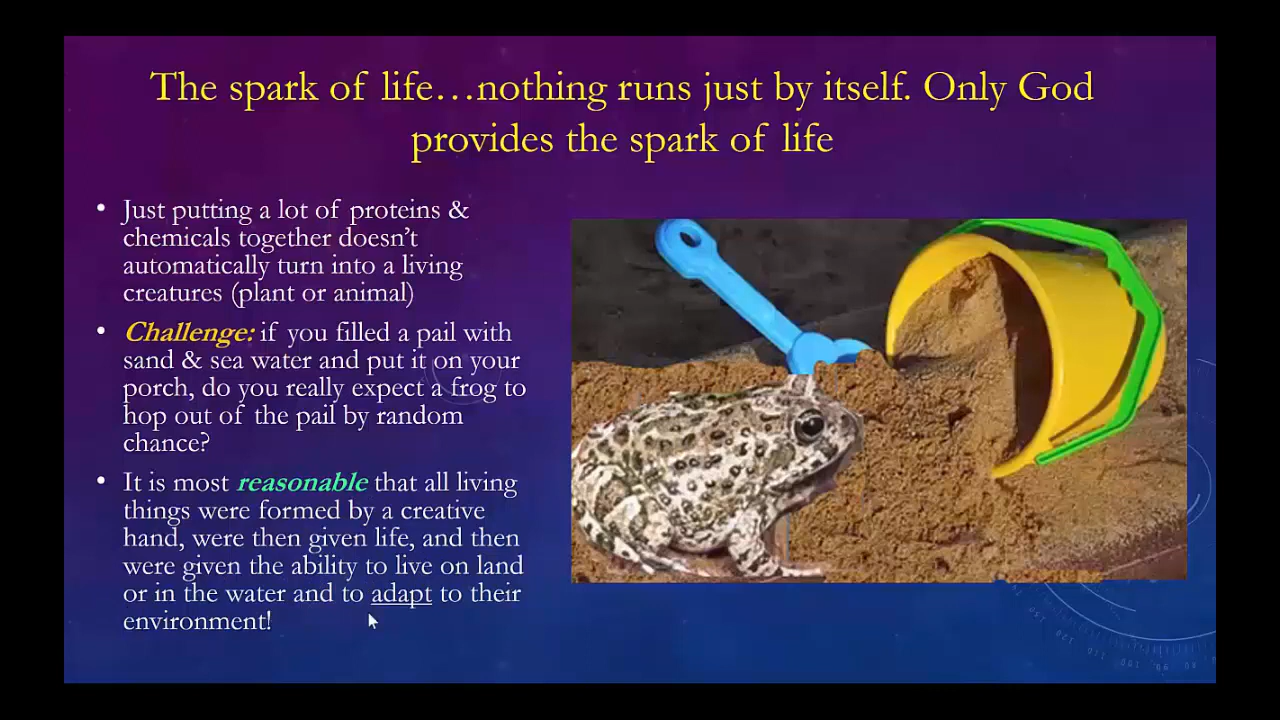 The spark of life...nothing runs just by itself. Only God
provides the spark of life
• Just putting a lot of proteins &
chemicals together doesn't
automatically turn into a living
creatures (plant or animal)
• Challenge: if you filled a pail with
sand & sea water and put it on your
porch, do you really expect a frog to
hop out of the pail by random
chance?
• It is most reasonable that all living
things were formed by a creative
hand, were then given life, and then
were given the ability to live on land
or in the water and to adapt to their
environment!